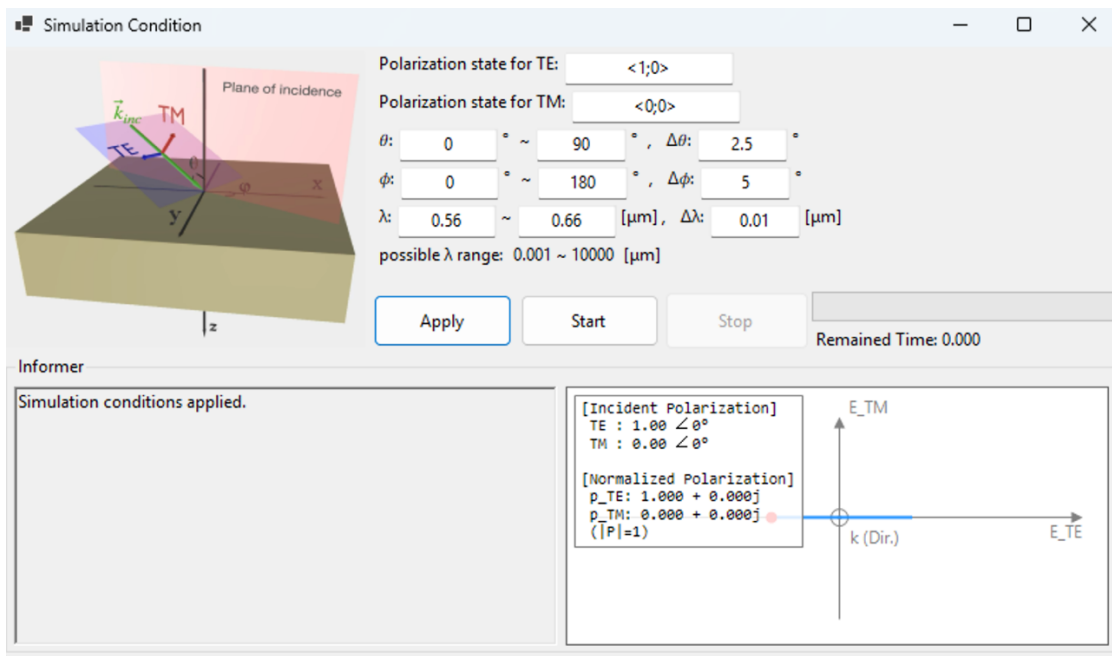 Simulation Condition
Plane of incidence
k_inc
TM
TE
θ
φ
x
y
z
Polarization state for TE: <1;0>
Polarization state for TM: <0;0>
θ: 0 ° ~ 90 ° , Δθ: 2.5 °
ϕ: 0 ° ~ 180 ° , Δϕ: 5 °
λ: 0.56 ~ 0.66 [μm] , Δλ: 0.01 [μm]
possible λ range: 0.001 ~ 10000 [μm]
Apply
Start
Stop
Remained Time: 0.000
Informer
Simulation conditions applied.
[Incident Polarization]
TE : 1.00 ∠0°
TM : 0.00 ∠0°
[Normalized Polarization]
p_TE: 1.000 + 0.000j
p_TM: 0.000 + 0.000j
(|P|=1)
E_TM
k (Dir.)
E_TE